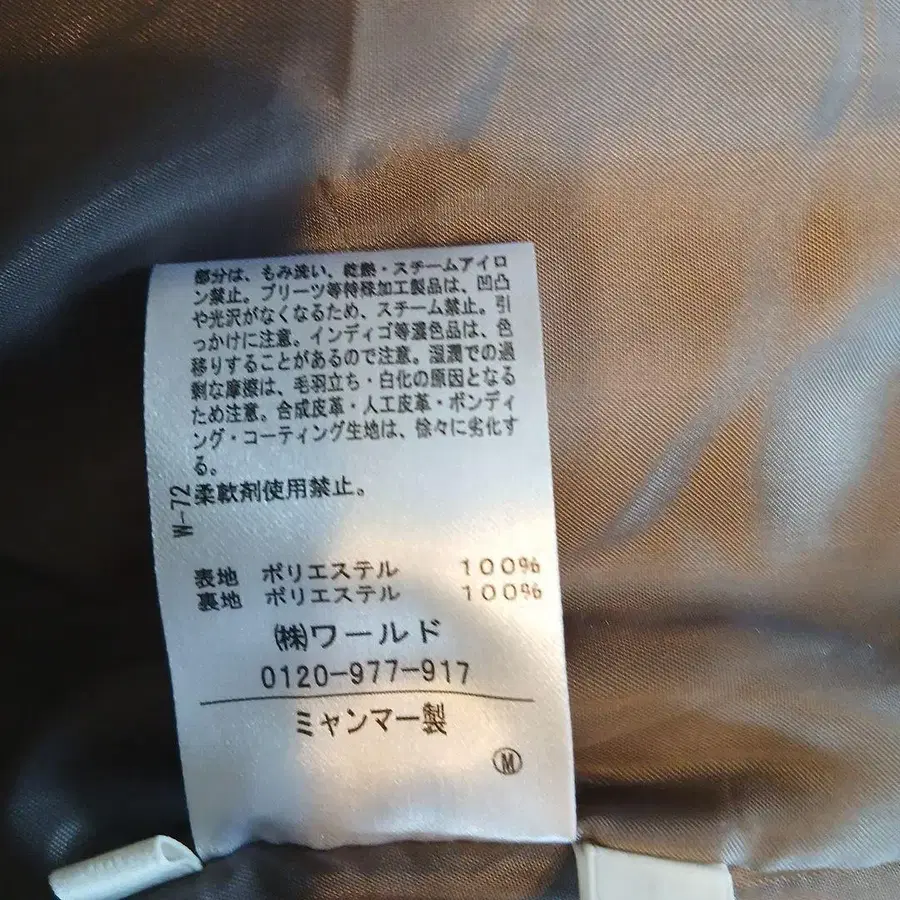 部分は、もみ洗い、乾熱・スチームアイロ
ン禁止。プリーツ等特殊加工製品は、凹凸
や光沢がなくなるため、スチーム禁止。引
っかけに注意。インディゴ等濃色品は、色
移りすることがあるので注意。湿潤での過
剰な摩擦は、毛羽立ち・白化の原因となる
ため注意。合成皮革・人工皮革・ボンディ
ング・コーティング生地は、徐々に劣化す
る。
柔軟剤使用禁止。
W-72
表地 ポリエステル 100%
裏地 ポリエステル 100%
㈱ワールド
0120-977-917
ミャンマー製
Ⓜ